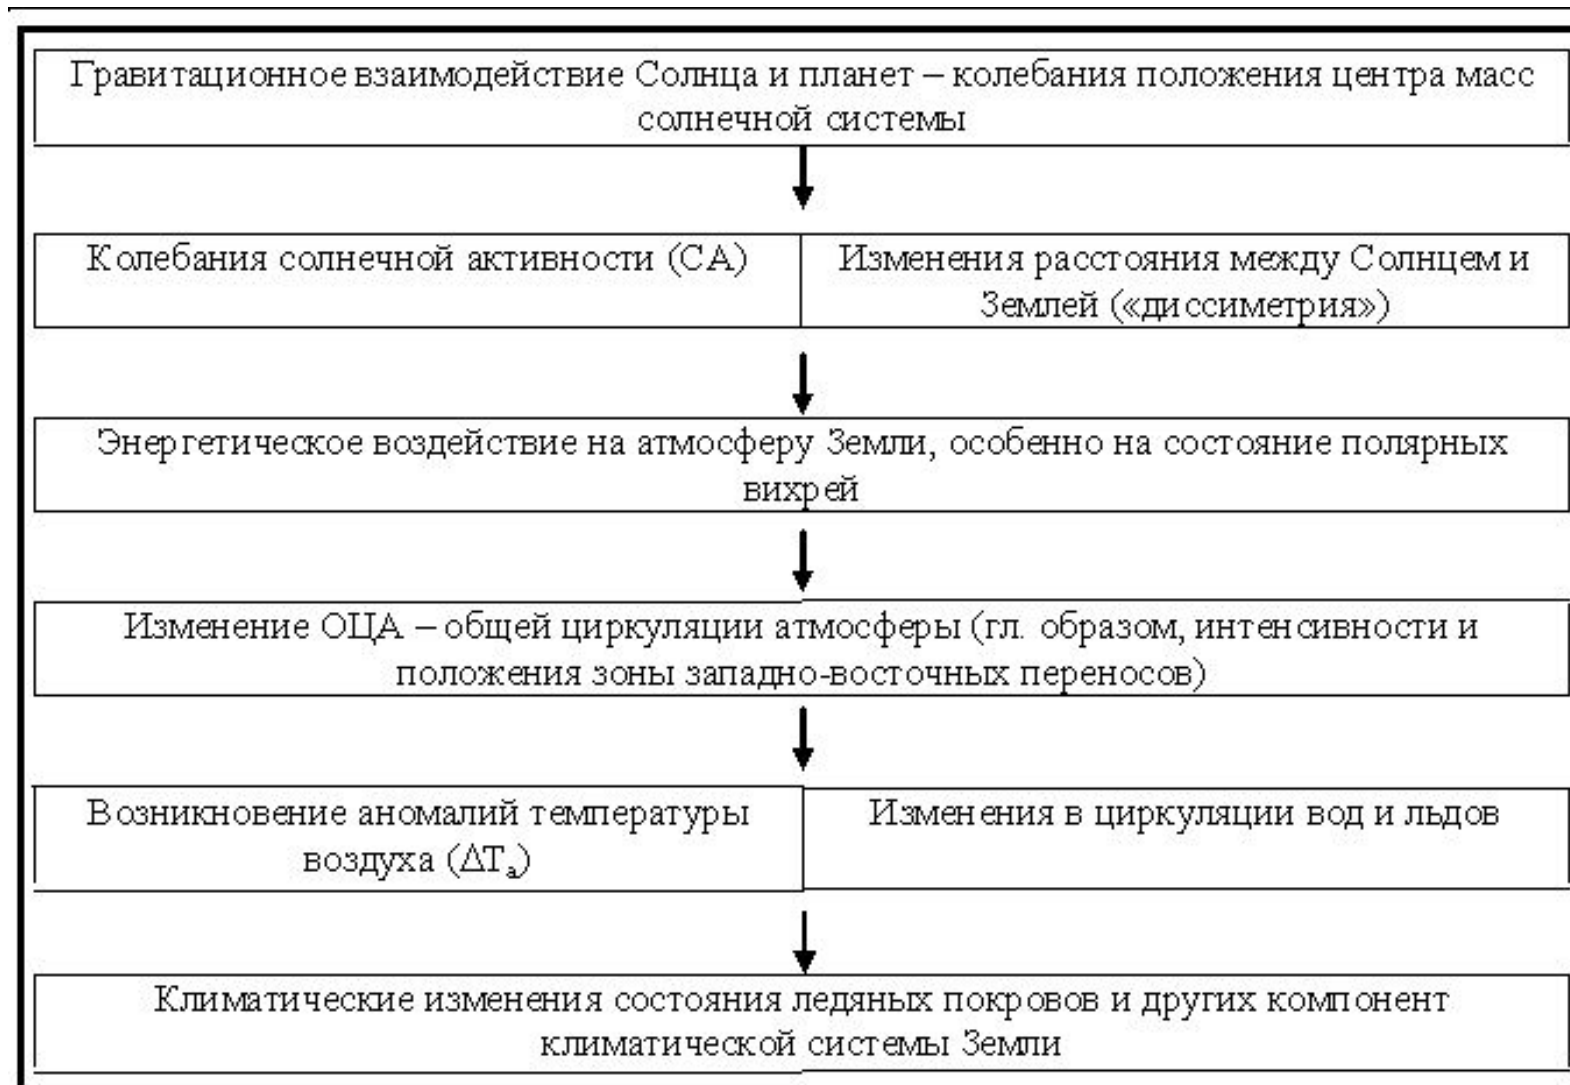 Гравитационное взаимодействие Солнца и планет – колебания положения центра масс
солнечной системы
Колебания солнечной активности (СА)
Изменения расстояния между Солнцем и
Землей («диссиметрия»)
Энергетическое воздействие на атмосферу Земли, особенно на состояние полярных
вихрей
Изменение ОЦА – общей циркуляции атмосферы (гл. образом, интенсивности и
положения зоны западно-восточных переносов)
Возникновение аномалий температуры
воздуха (ΔTₐ)
Изменения в циркуляции вод и льдов
Климатические изменения состояния ледяных покровов и других компонент
климатической системы Земли